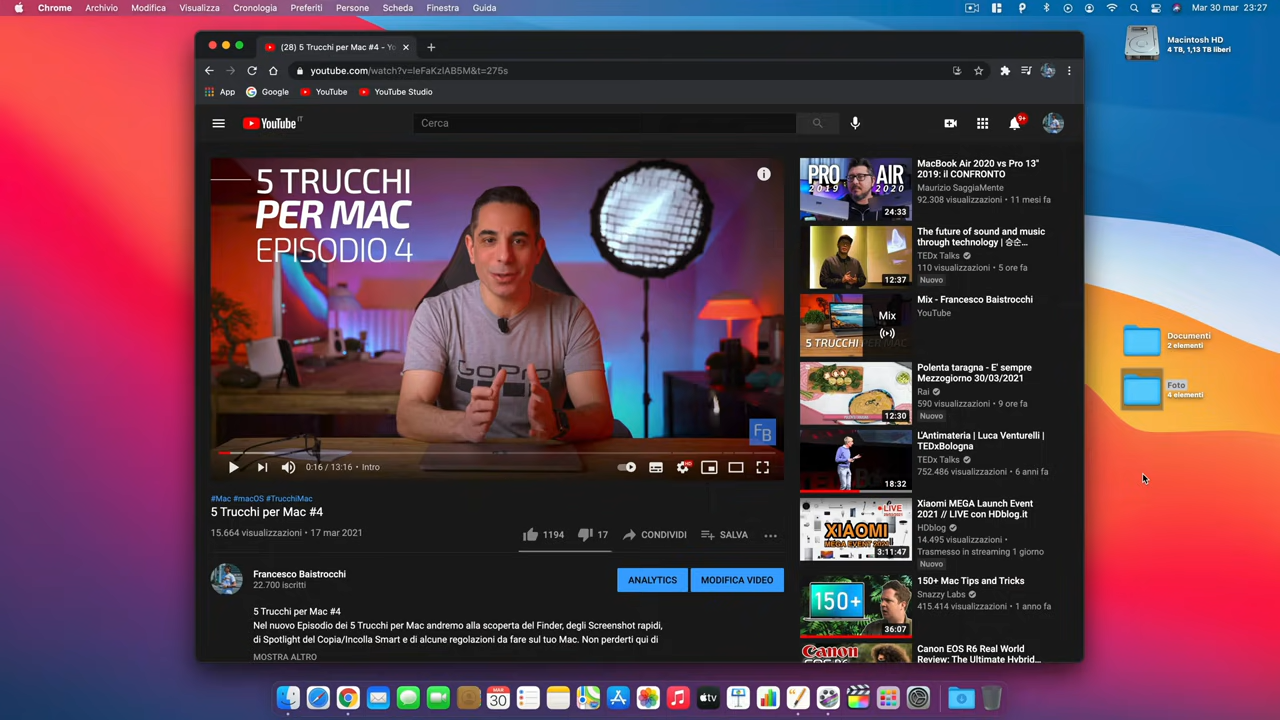 Chrome Archivio Modifica Visualizza Cronologia Preferiti Persone Scheda Finestra Guida
Mar 30 mar 23:27
(28) 5 Trucchi per Mac #4 - Yo
youtube.com/watch?v=IeFaKzIAB5M&t=275s
App Google YouTube YouTube Studio
YouTube IT
Cerca
9+
5 TRUCCHI
PER MAC
EPISODIO 4
FB
0:16 / 13:16 • Intro
HD
#Mac #macOS #TrucchiMac
5 Trucchi per Mac #4
15.664 visualizzazioni • 17 mar 2021
1194 17 CONDIVIDI SALVA
Francesco Baistrocchi
22.700 iscritti
ANALYTICS MODIFICA VIDEO
5 Trucchi per Mac #4
Nel nuovo Episodio dei 5 Trucchi per Mac andremo alla scoperta del Finder, degli Screenshot rapidi,
di Spotlight del Copia/Incolla Smart e di alcune regolazioni da fare sul tuo Mac. Non perderti qui di
MOSTRA ALTRO
PRO AIR
2019 2020
24:33
MacBook Air 2020 vs Pro 13"
2019: il CONFRONTO
Maurizio SaggiaMente
92.308 visualizzazioni • 11 mesi fa
12:37
The future of sound and music
through technology | 승순...
TEDx Talks
110 visualizzazioni • 5 ore fa
Nuovo
Mix
5 TRUCCHI PER MAC
Mix - Francesco Baistrocchi
YouTube
12:30
Polenta taragna - E' sempre
Mezzogiorno 30/03/2021
Rai
590 visualizzazioni • 9 ore fa
Nuovo
18:32
L'Antimateria | Luca Venturelli |
TEDxBologna
TEDx Talks
752.486 visualizzazioni • 6 anni fa
LIVE
XIAOMI
MEGA EVENT 2021
3:11:47
Xiaomi MEGA Launch Event
2021 // LIVE con HDblog.it
HDblog
14.495 visualizzazioni •
Trasmesso in streaming 1 giorno
Nuovo
150+
36:07
150+ Mac Tips and Tricks
Snazzy Labs
415.414 visualizzazioni • 1 anno fa
Canon
Canon EOS R6 Real World
Review: The Ultimate Hybrid...
Macintosh HD
4 TB, 1,13 TB liberi
Documenti
2 elementi
Foto
4 elementi
MAR
30
tv